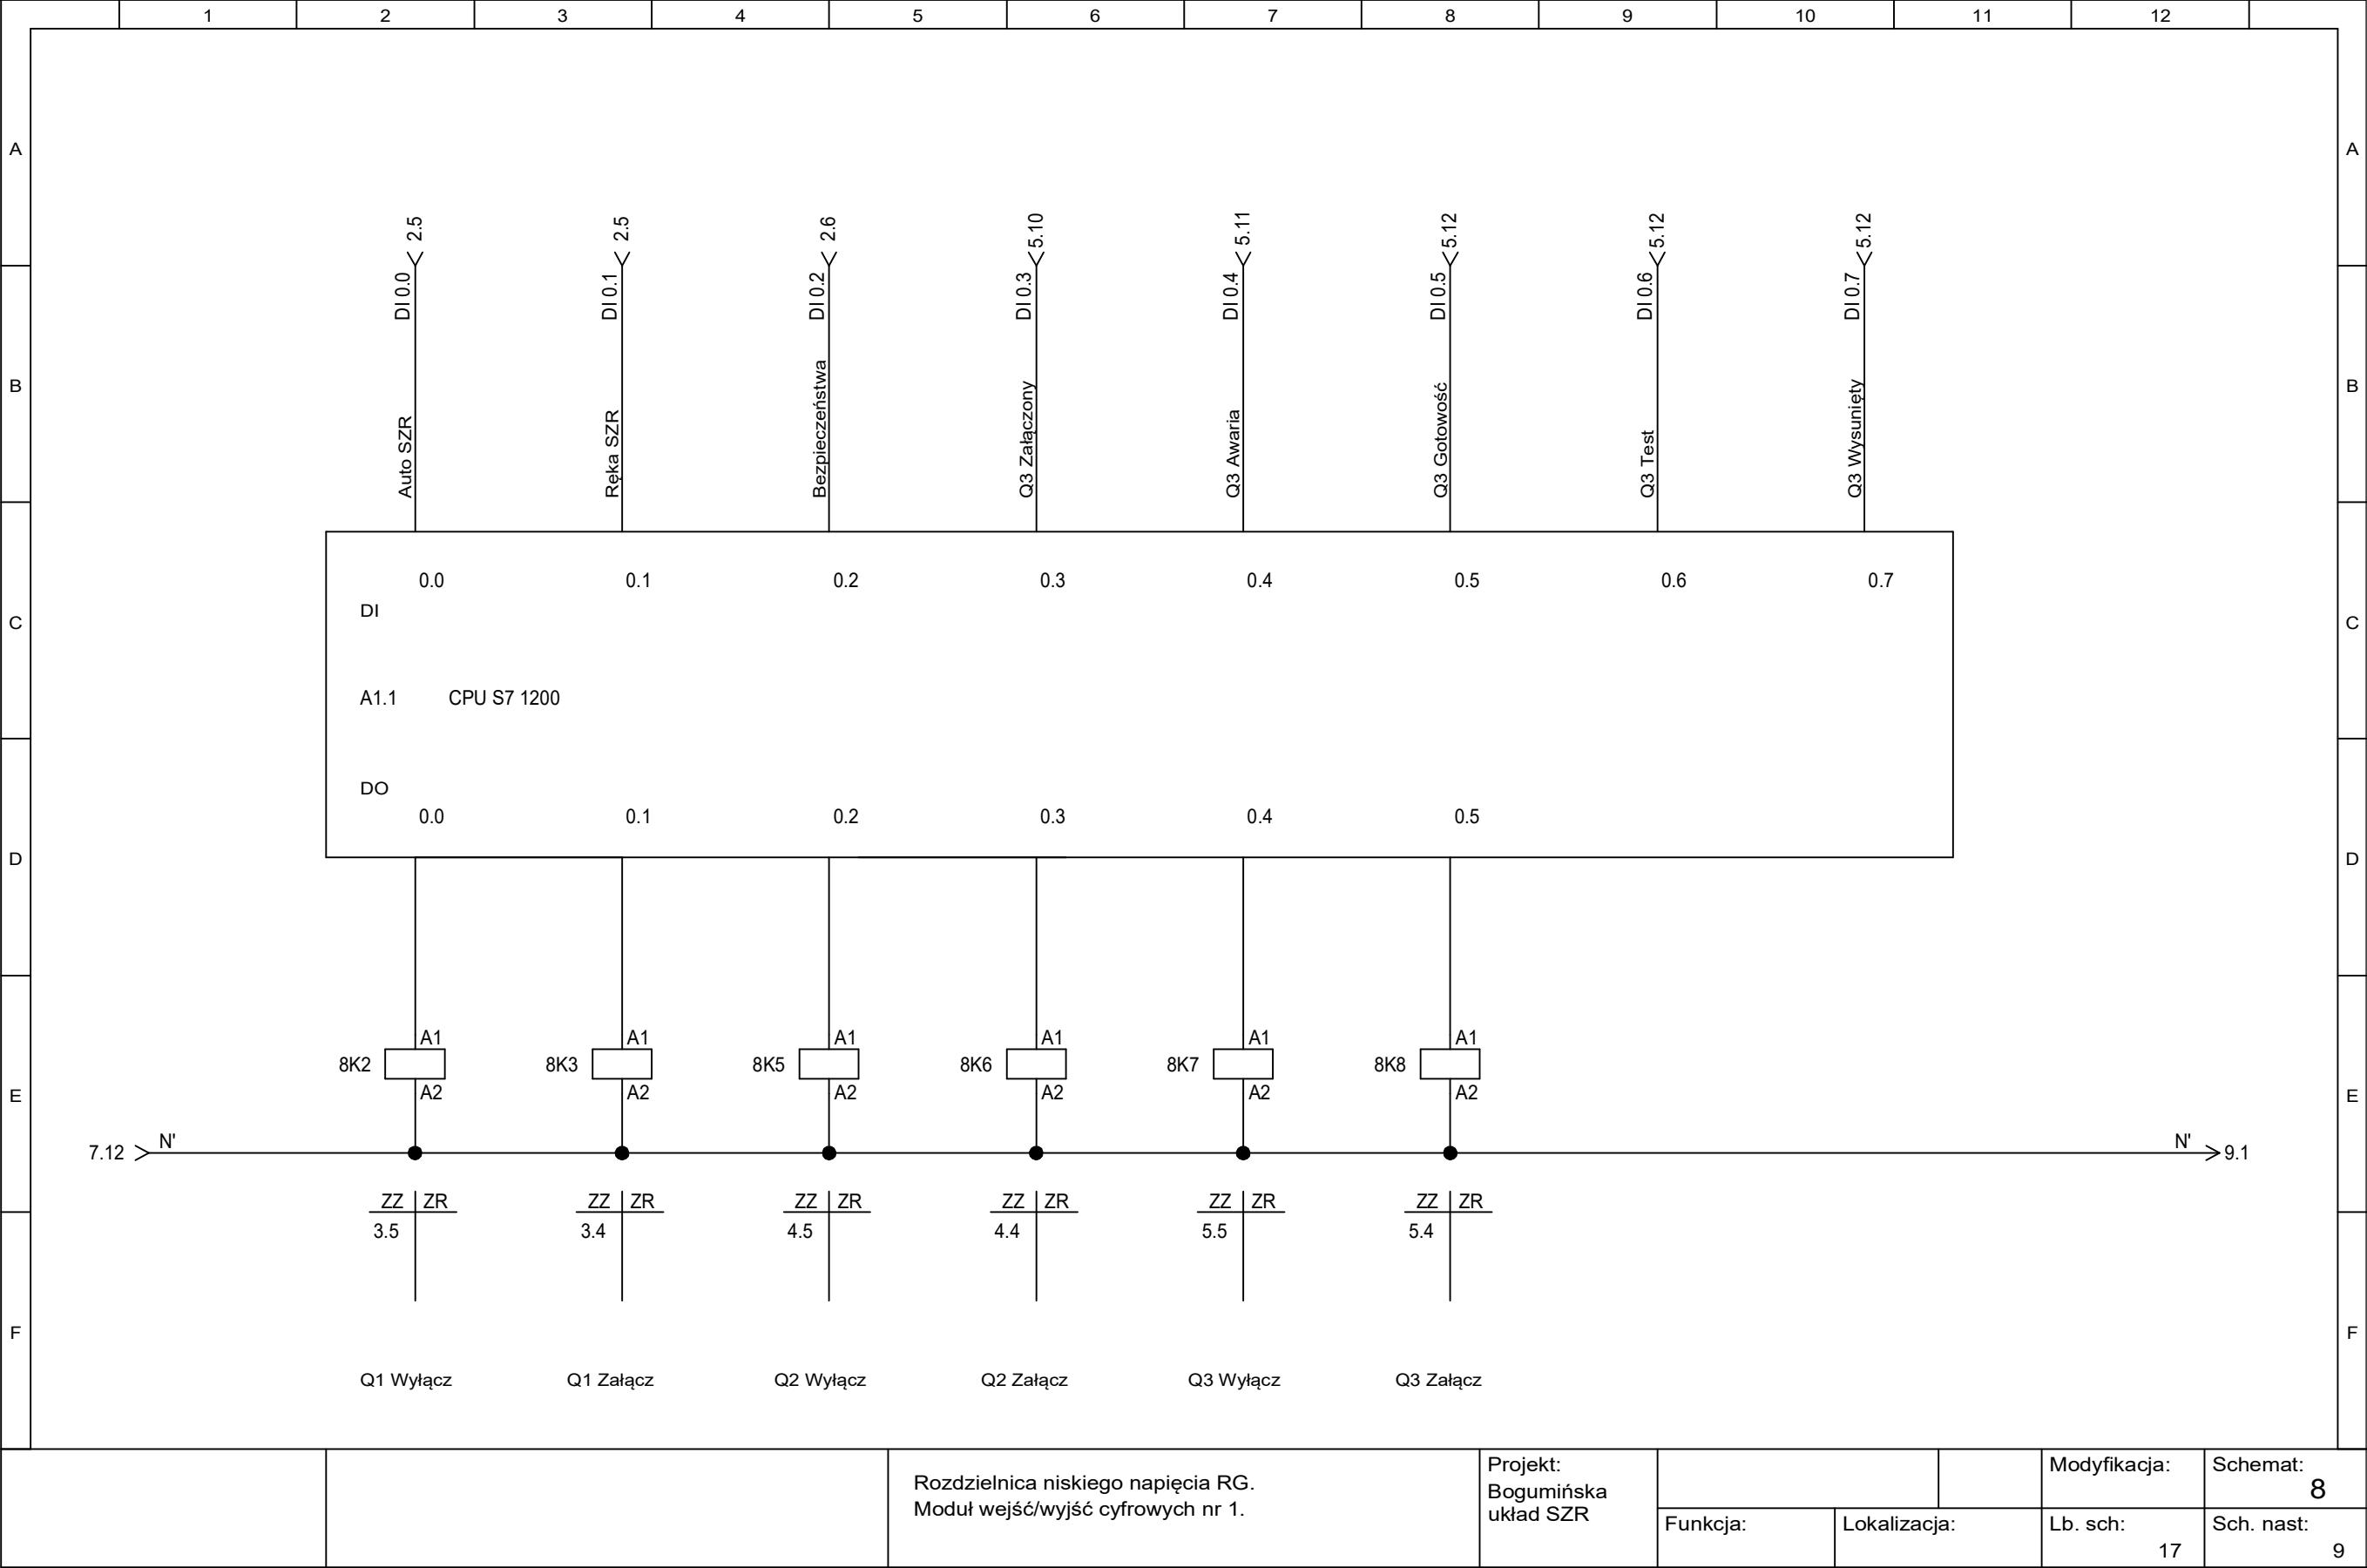 1 2 3 4 5 6 7 8 9 10 11 12
A A
2.5 2.5 2.6 5.10 5.11 5.12 5.12 5.12
DI 0.0 DI 0.1 DI 0.2 DI 0.3 DI 0.4 DI 0.5 DI 0.6 DI 0.7
B B
Auto SZR Ręka SZR Bezpieczeństwa Q3 Załączony Q3 Awaria Q3 Gotowość Q3 Test Q3 Wysunięty
0.0 0.1 0.2 0.3 0.4 0.5 0.6 0.7
DI
C C
A1.1 CPU S7 1200
DO
0.0 0.1 0.2 0.3 0.4 0.5
D D
A1 A1 A1 A1 A1 A1
8K2 8K3 8K5 8K6 8K7 8K8
A2 A2 A2 A2 A2 A2
E E
N' N'
7.12 9.1
ZZ ZR ZZ ZR ZZ ZR ZZ ZR ZZ ZR ZZ ZR
3.5 3.4 4.5 4.4 5.5 5.4
F F
Q1 Wyłącz Q1 Załącz Q2 Wyłącz Q2 Załącz Q3 Wyłącz Q3 Załącz
Rozdzielnica niskiego napięcia RG.
Moduł wejść/wyjść cyfrowych nr 1.
Projekt:
Bogumińska
układ SZR
Modyfikacja:
Schemat:
8
Funkcja:
Lokalizacja:
Lb. sch:
17
Sch. nast:
9